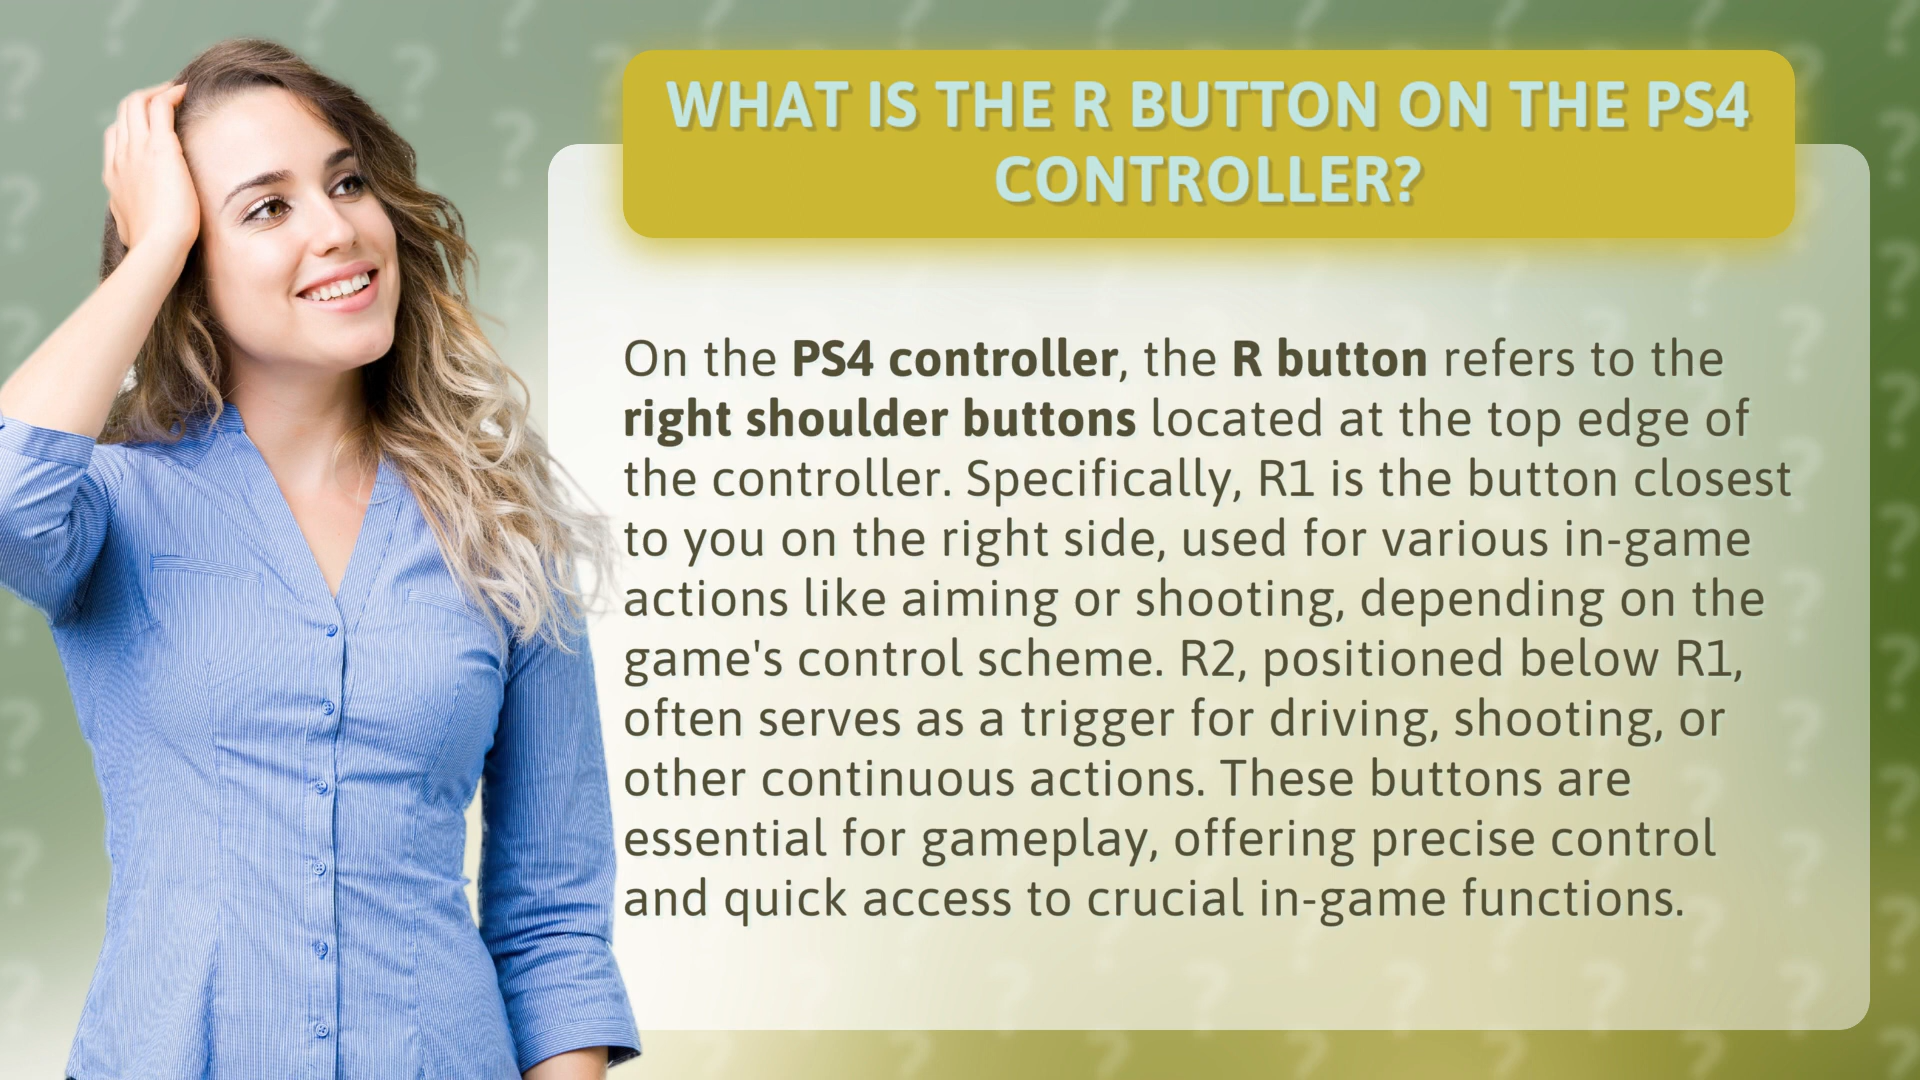 WHAT IS THE R BUTTON ON THE PS4
CONTROLLER?
On the PS4 controller, the R button refers to the
right shoulder buttons located at the top edge of
the controller. Specifically, R1 is the button closest
to you on the right side, used for various in-game
actions like aiming or shooting, depending on the
game's control scheme. R2, positioned below R1,
often serves as a trigger for driving, shooting, or
other continuous actions. These buttons are
essential for gameplay, offering precise control
and quick access to crucial in-game functions.